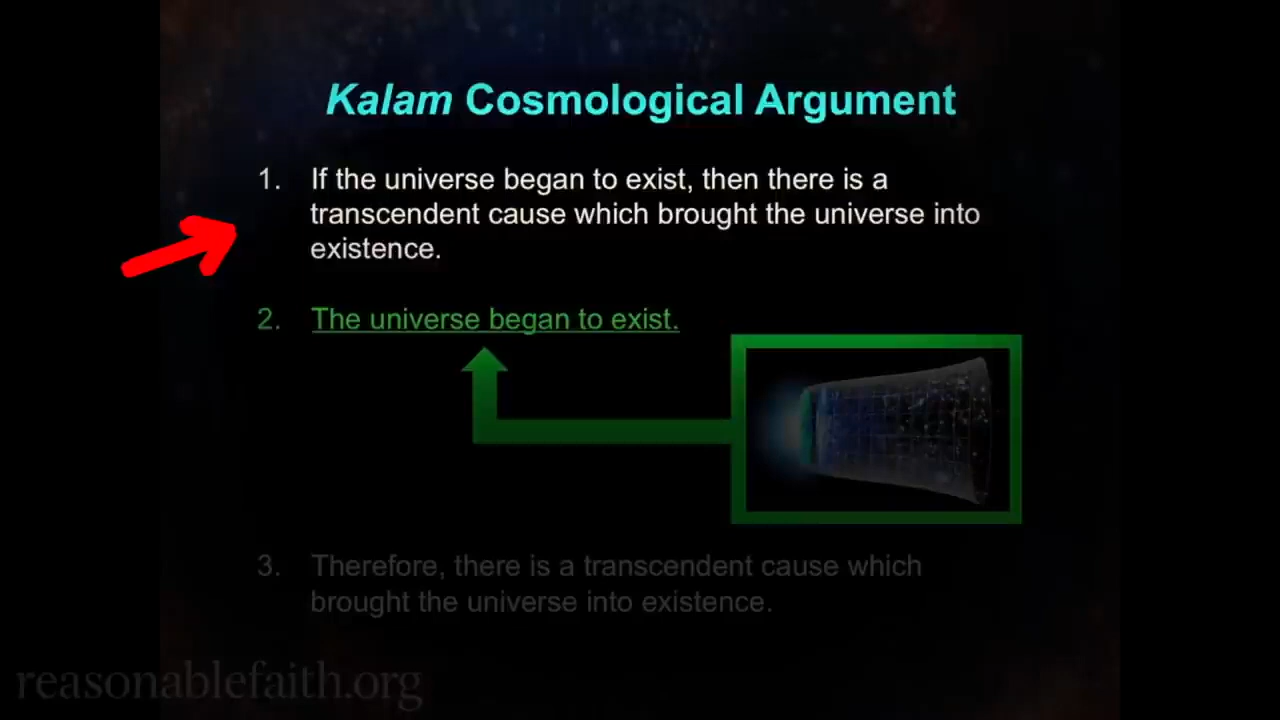 Kalam Cosmological Argument
1. If the universe began to exist, then there is a
transcendent cause which brought the universe into
existence.
2. The universe began to exist.
3. Therefore, there is a transcendent cause which
brought the universe into existence.
reasonablefaith.org